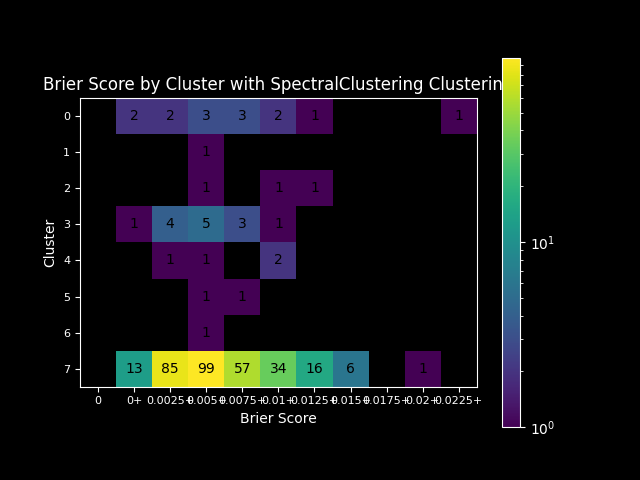 Brier Score by Cluster with SpectralClustering Clusterin
0 2 2 3 3 2 1 1
1 1
2 1 1 1
3 1 4 5 3 1
4 1 1 2
5 1 1
6 1
7 13 85 99 57 34 16 6 1
0 0+ 0.0025+ 0.005+ 0.0075+ 0.01+ 0.0125+ 0.015+ 0.0175+ 0.02+ 0.0225+
Brier Score
Cluster
10¹
10⁰